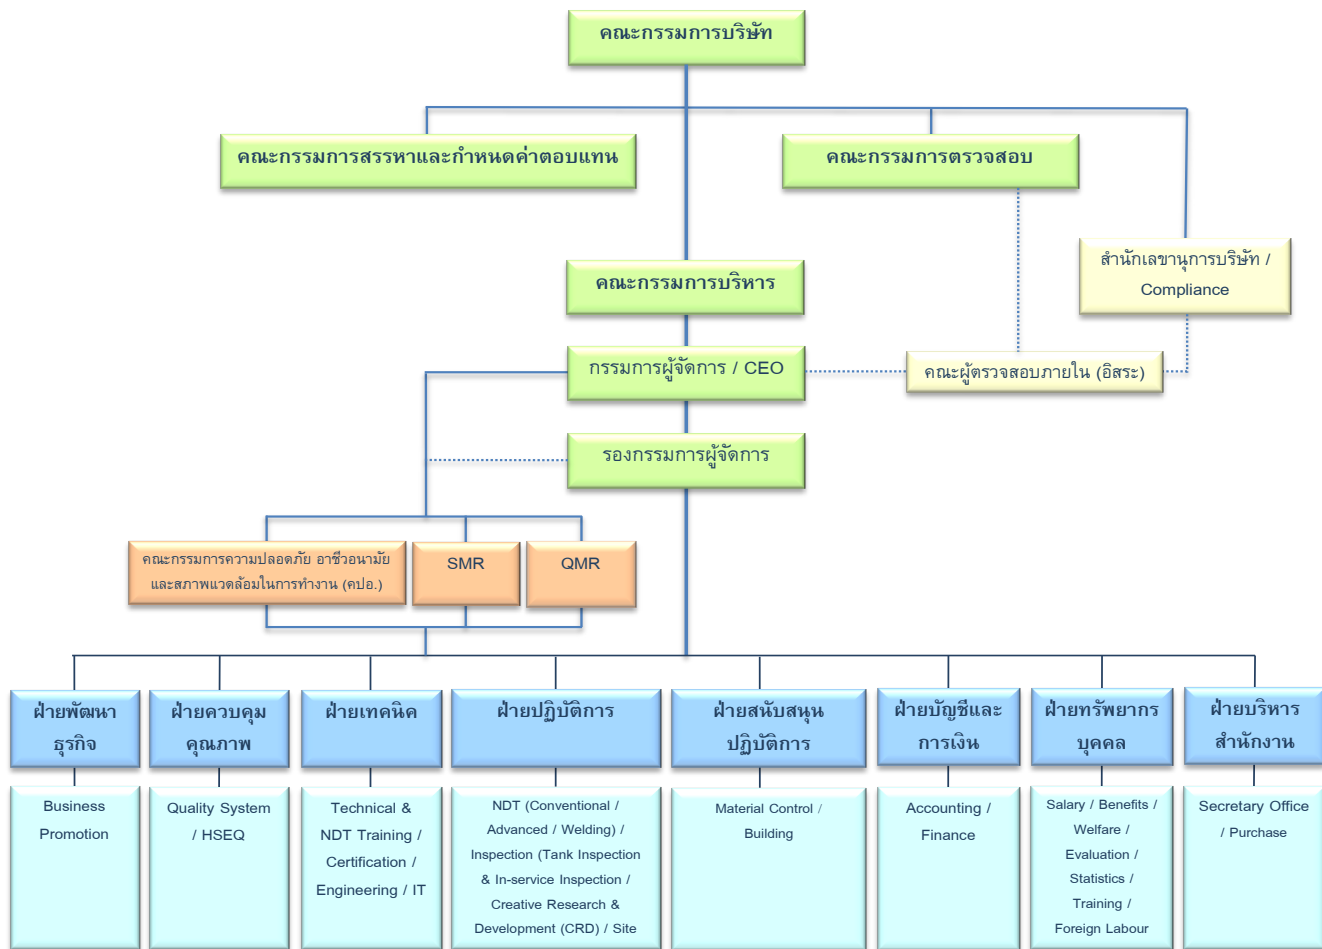 คณะกรรมการบริษัท
คณะกรรมการสรรหาและกำหนดค่าตอบแทน
คณะกรรมการตรวจสอบ
สำนักเลขานุการบริษัท /
Compliance
คณะกรรมการบริหาร
กรรมการผู้จัดการ / CEO
คณะผู้ตรวจสอบภายใน (อิสระ)
รองกรรมการผู้จัดการ
คณะกรรมการความปลอดภัย อาชีวอนามัย
และสภาพแวดล้อมในการทำงาน (คปอ.)
SMR
QMR
ฝ่ายพัฒนา
ธุรกิจ
ฝ่ายควบคุม
คุณภาพ
ฝ่ายเทคนิค
ฝ่ายปฏิบัติการ
ฝ่ายสนับสนุน
ปฏิบัติการ
ฝ่ายบัญชีและ
การเงิน
ฝ่ายทรัพยากร
บุคคล
ฝ่ายบริหาร
สำนักงาน
Business
Promotion
Quality System
/ HSEQ
Technical &
NDT Training /
Certification /
Engineering / IT
NDT (Conventional /
Advanced / Welding) /
Inspection (Tank Inspection
& In-service Inspection /
Creative Research &
Development (CRD) / Site
Material Control /
Building
Accounting /
Finance
Salary / Benefits /
Welfare /
Evaluation /
Statistics /
Training /
Foreign Labour
Secretary Office
/ Purchase